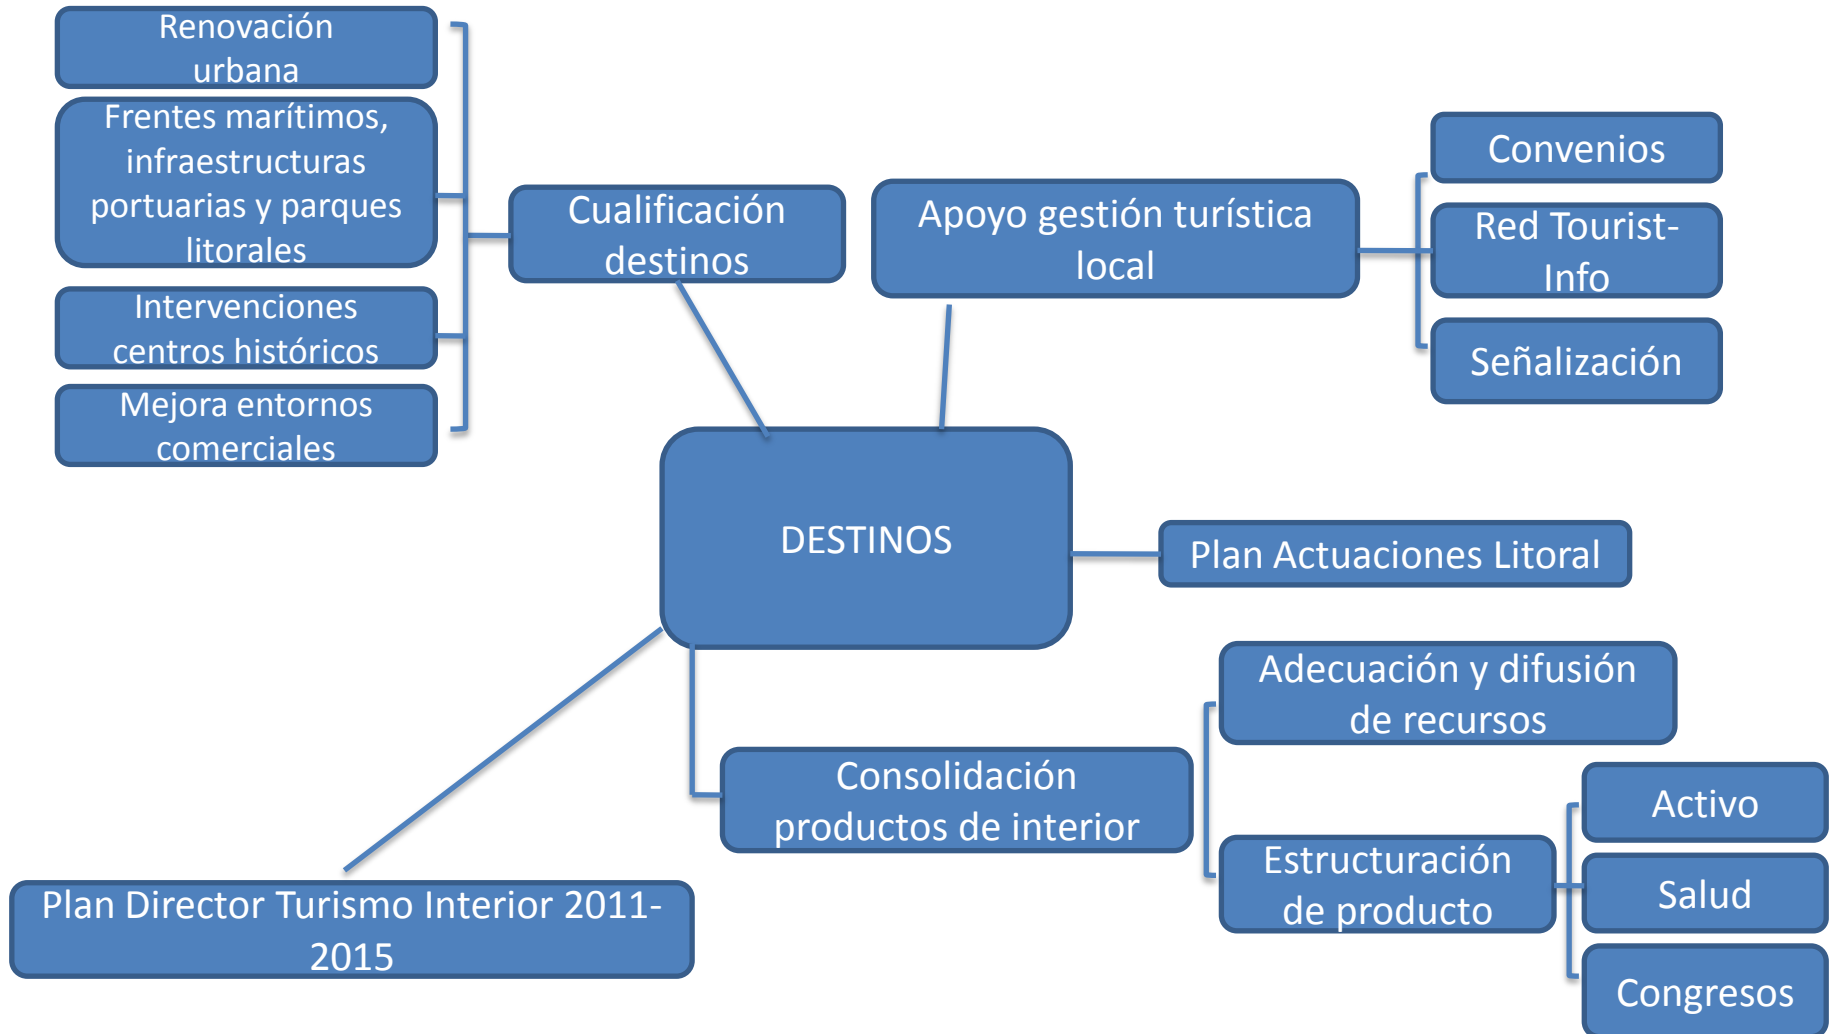 Renovación
urbana
Frentes marítimos,
infraestructuras
portuarias y parques
litorales
Intervenciones
centros históricos
Mejora entornos
comerciales
Cualificación
destinos
Apoyo gestión turística
local
Convenios
Red Tourist-
Info
Señalización
DESTINOS
Plan Actuaciones Litoral
Adecuación y difusión
de recursos
Consolidación
productos de interior
Estructuración
de producto
Activo
Salud
Congresos
Plan Director Turismo Interior 2011-
2015